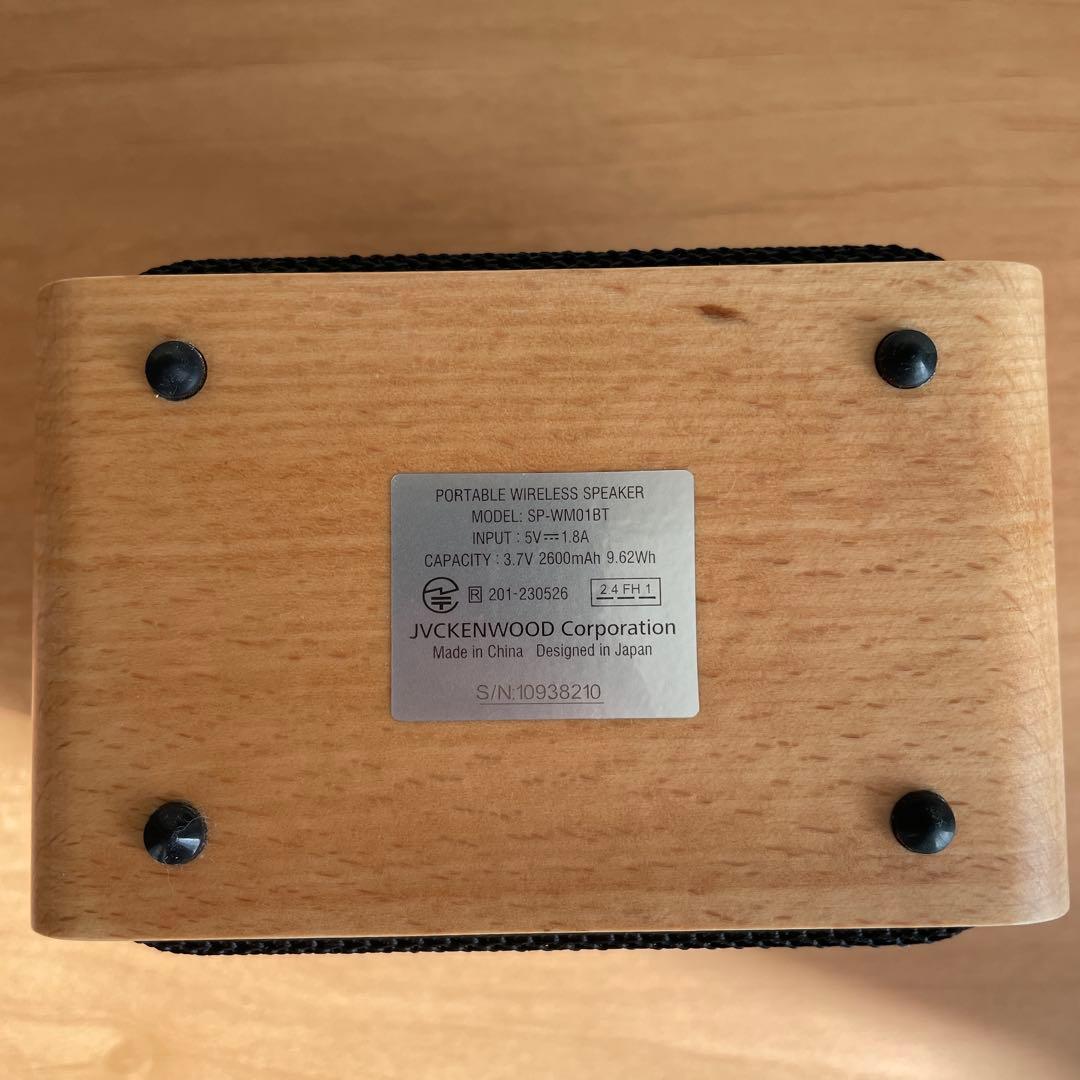 PORTABLE WIRELESS SPEAKER
MODEL: SP-WM01BT
INPUT : 5V⎓1.8A
CAPACITY : 3.7V 2600mAh 9.62Wh
R 201-230526 2.4 FH 1
JVCKENWOOD Corporation
Made in China Designed in Japan
S/N:10938210